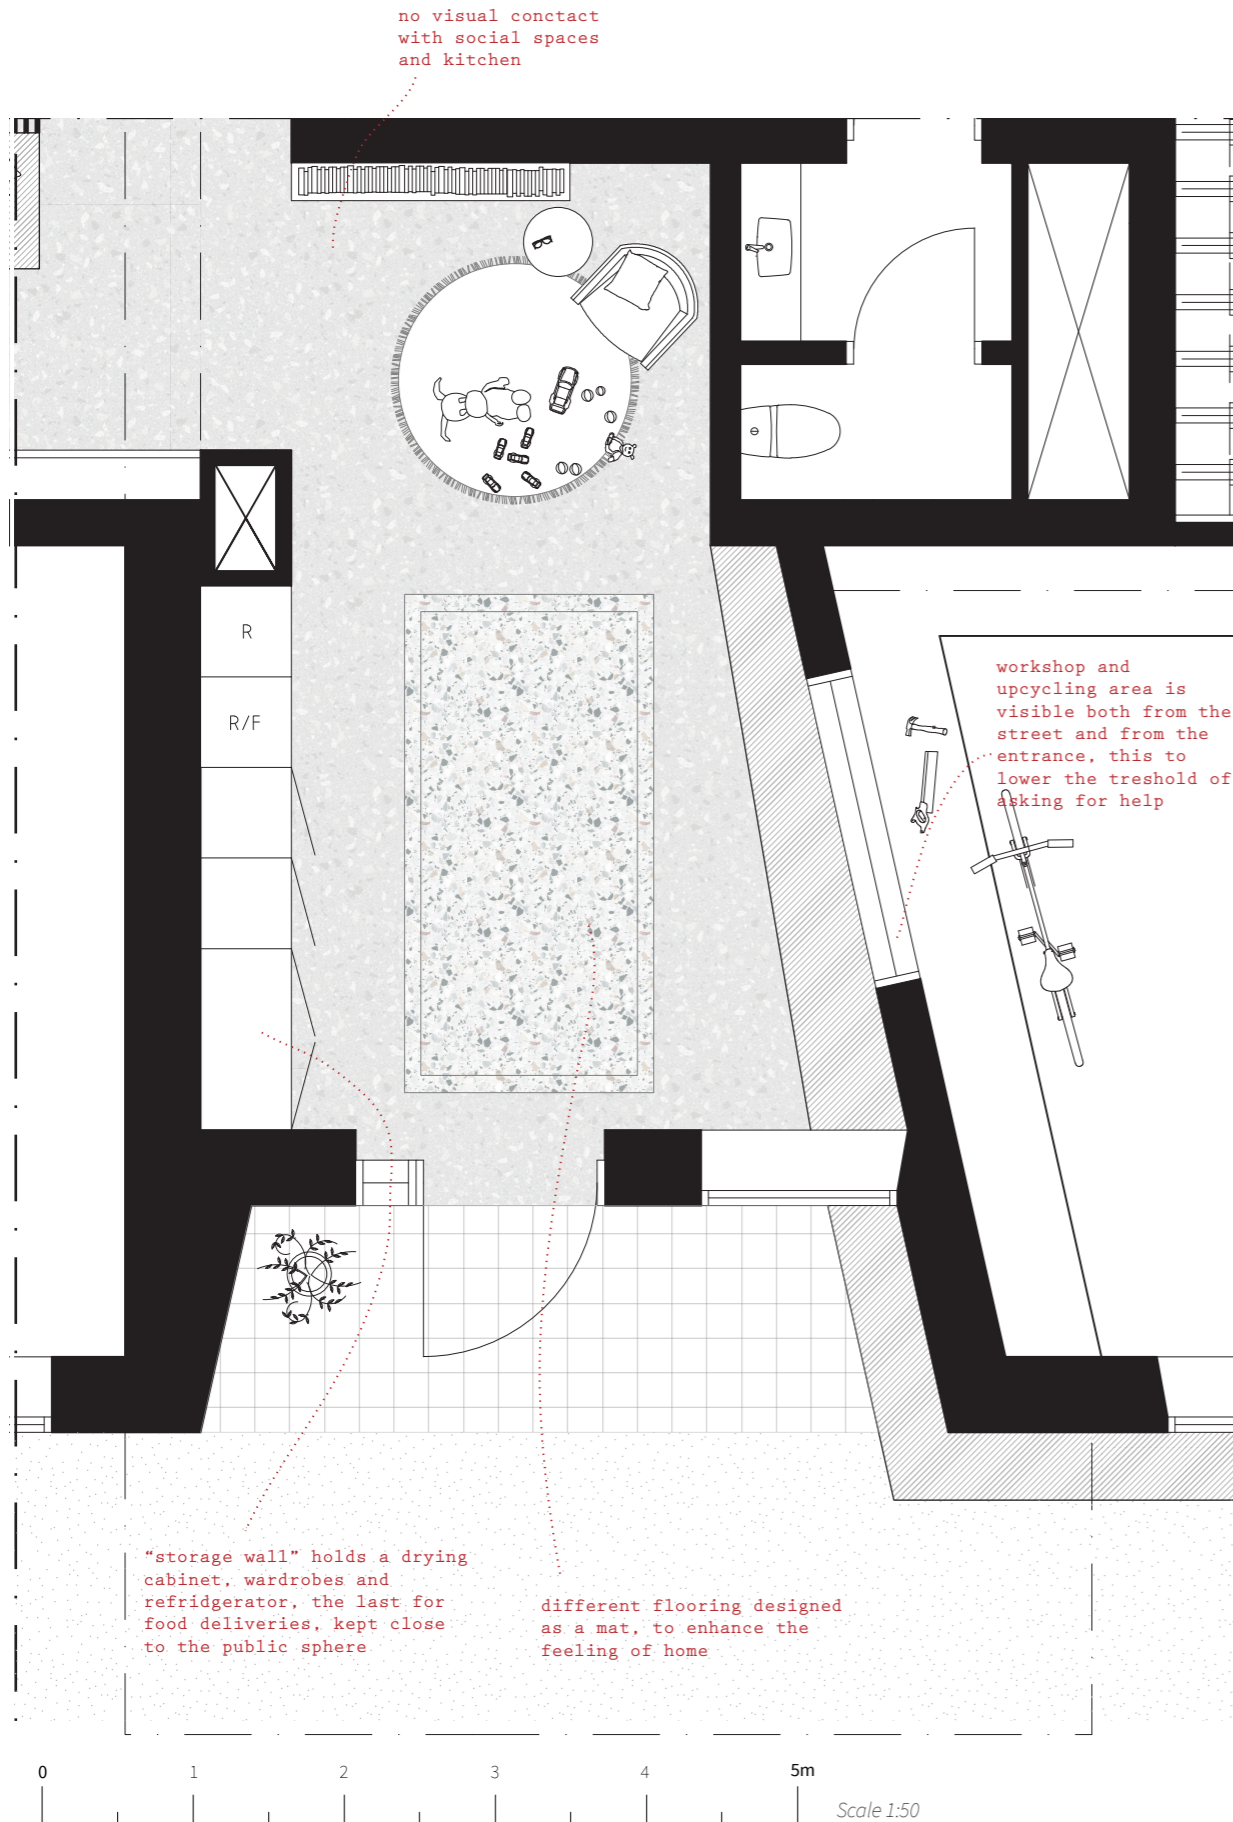 no visual conctact
with social spaces
and kitchen
R
R/F
workshop and
upcycling area is
visible both from the
street and from the
entrance, this to
lower the treshold of
asking for help
“storage wall” holds a drying
cabinet, wardrobes and
refridgerator, the last for
food deliveries, kept close
to the public sphere
different flooring designed
as a mat, to enhance the
feeling of home
0 1 2 3 4 5m
Scale 1:50